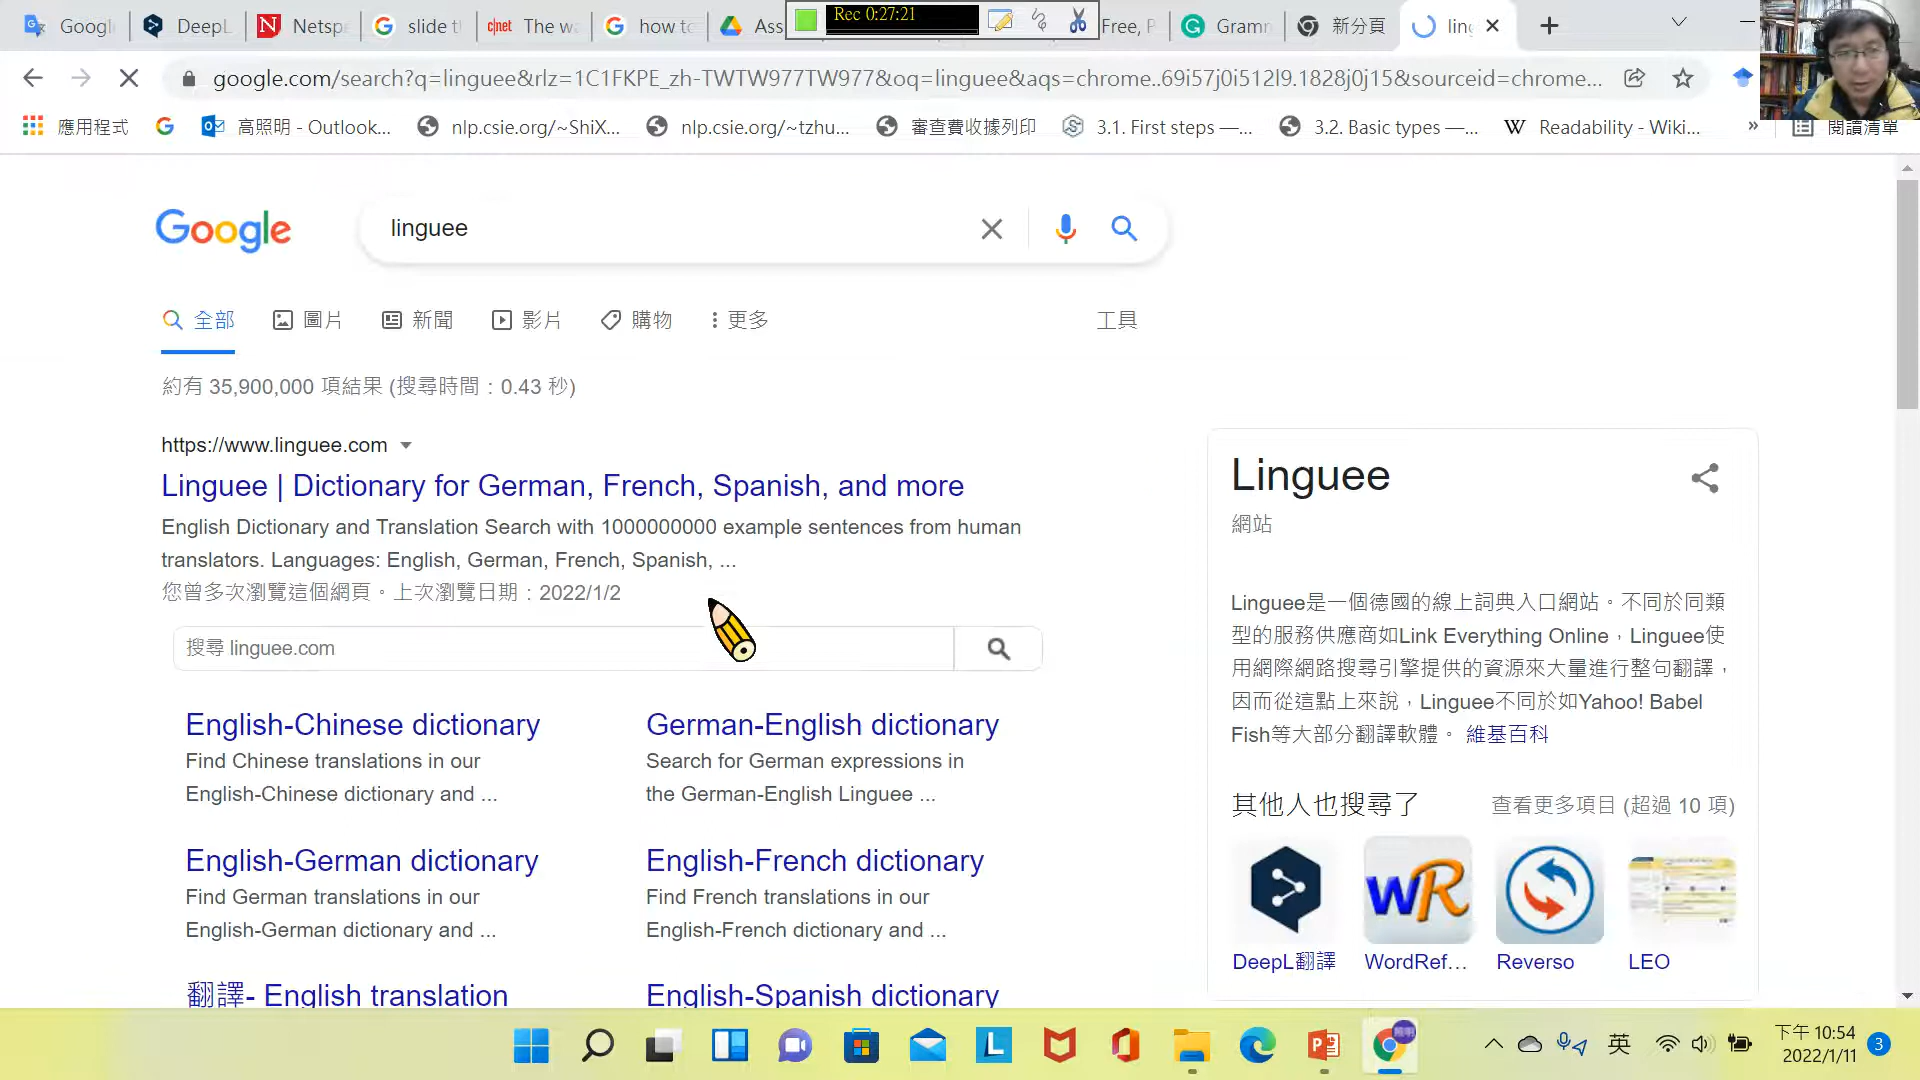 Googl
DeepL
Netspe
slide t
The wa
how to
Ass
Rec 0:27:21
Free, P
Gramm
新分頁
ling
google.com/search?q=linguee&rlz=1C1FKPE_zh-TWTW977TW977&oq=linguee&aqs=chrome..69i57j0i512l9.1828j0j15&sourceid=chrome...
應用程式
高照明 - Outlook...
nlp.csie.org/~ShiX...
nlp.csie.org/~tzhu...
審查費收據列印
3.1. First steps —...
3.2. Basic types —...
W Readability - Wiki...
»
閱讀清單
Google
linguee
全部
圖片
新聞
影片
購物
更多
工具
約有 35,900,000 項結果 (搜尋時間:0.43 秒)
https://www.linguee.com
Linguee | Dictionary for German, French, Spanish, and more
English Dictionary and Translation Search with 1000000000 example sentences from human
translators. Languages: English, German, French, Spanish, ...
您曾多次瀏覽這個網頁。上次瀏覽日期:2022/1/2
搜尋 linguee.com
English-Chinese dictionary
Find Chinese translations in our
English-Chinese dictionary and ...
German-English dictionary
Search for German expressions in
the German-English Linguee ...
English-German dictionary
Find German translations in our
English-German dictionary and ...
English-French dictionary
Find French translations in our
English-French dictionary and ...
翻譯- English translation
English-Spanish dictionary
Linguee
網站
Linguee是一個德國的線上詞典入口網站。不同於同類
型的服務供應商如Link Everything Online,Linguee使
用網際網路搜尋引擎提供的資源來大量進行整句翻譯,
因而從這點上來說,Linguee不同於如Yahoo! Babel
Fish等大部分翻譯軟體。 維基百科
其他人也搜尋了
查看更多項目 (超過 10 項)
DeepL翻譯
WordRef...
Reverso
LEO
英
下午 10:54
2022/1/11
3